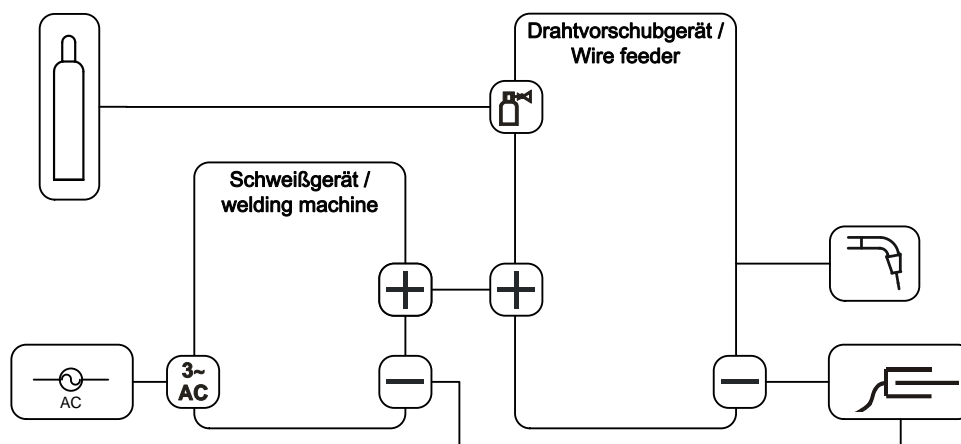 Drahtvorschubgerät /
Wire feeder
Schweißgerät /
welding machine
3~
AC
AC